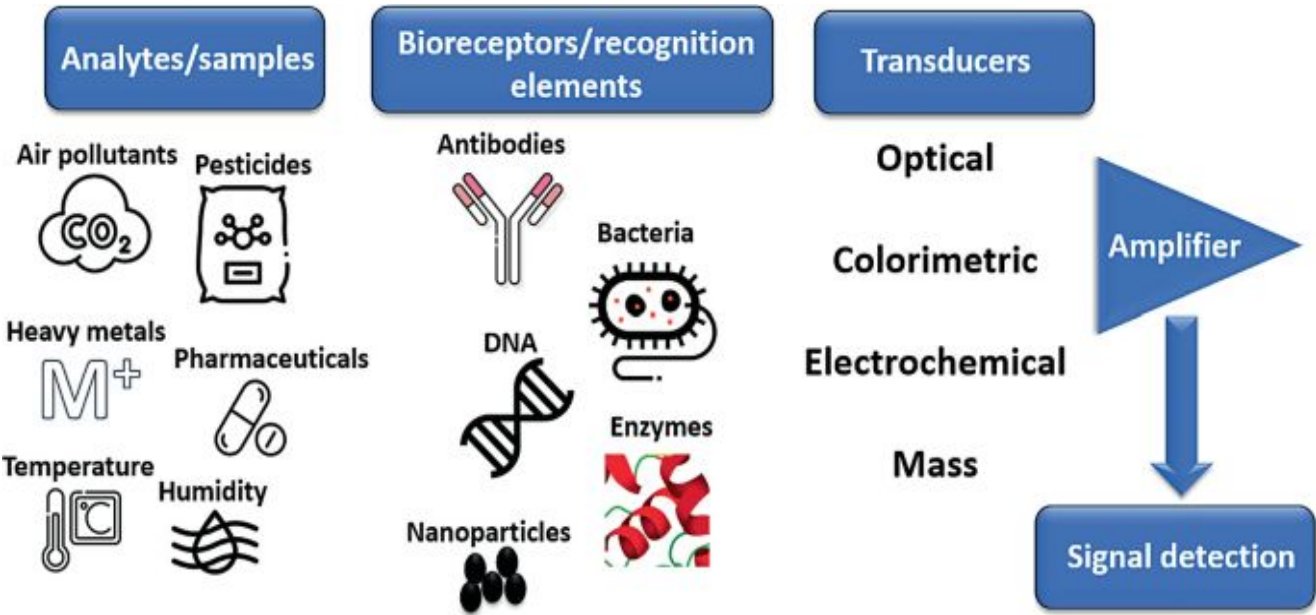 Analytes/samples
Bioreceptors/recognition
elements
Transducers
Air pollutants
CO2
Pesticides
Heavy metals
M+
Pharmaceuticals
Temperature
°C
Humidity
Antibodies
Bacteria
DNA
Enzymes
Nanoparticles
Optical
Colorimetric
Electrochemical
Mass
Amplifier
Signal detection